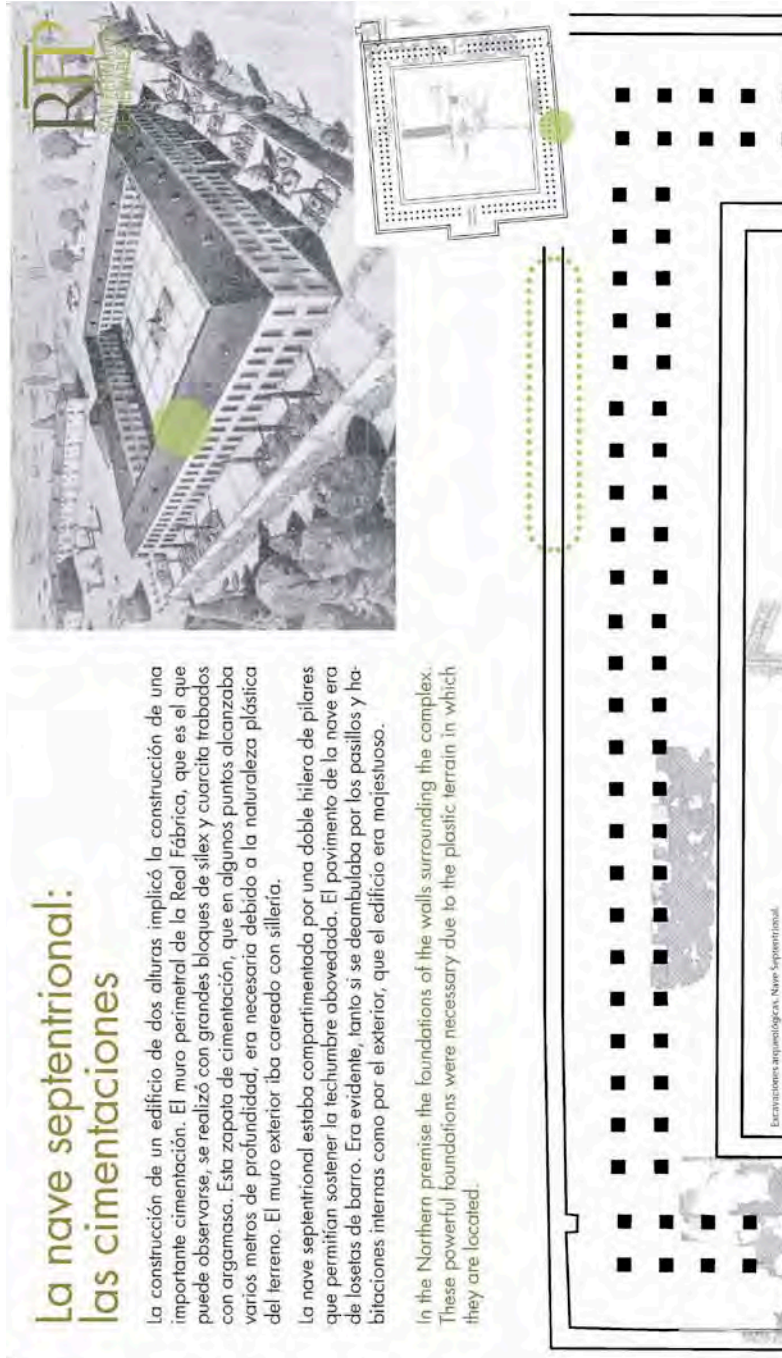 La nave septentrional:
las cimentaciones
La construcción de un edificio de dos alturas implicó la construcción de una
importante cimentación. El muro perimetral de la Real Fábrica, que es el que
puede observarse, se realizó con grandes bloques de sílex y cuarcita trabados
con argamasa. Esta zapata de cimentación, que en algunos puntos alcanzaba
varios metros de profundidad, era necesaria debido a la naturaleza plástica
del terreno. El muro exterior iba careado con sillería.
La nave septentrional estaba compartimentada por una doble hilera de pilares
que permitían sostener la techumbre abovedada. El pavimento de la nave era
de losetas de barro. Era evidente, tanto si se deambulaba por los pasillos y ha-
bitaciones internas como por el exterior, que el edificio era majestuoso.
In the Northern premise the foundations of the walls surrounding the complex.
These powerful foundations were necessary due to the plastic terrain in which
they are located.
Excavaciones arqueológicas. Nave Septentrional.